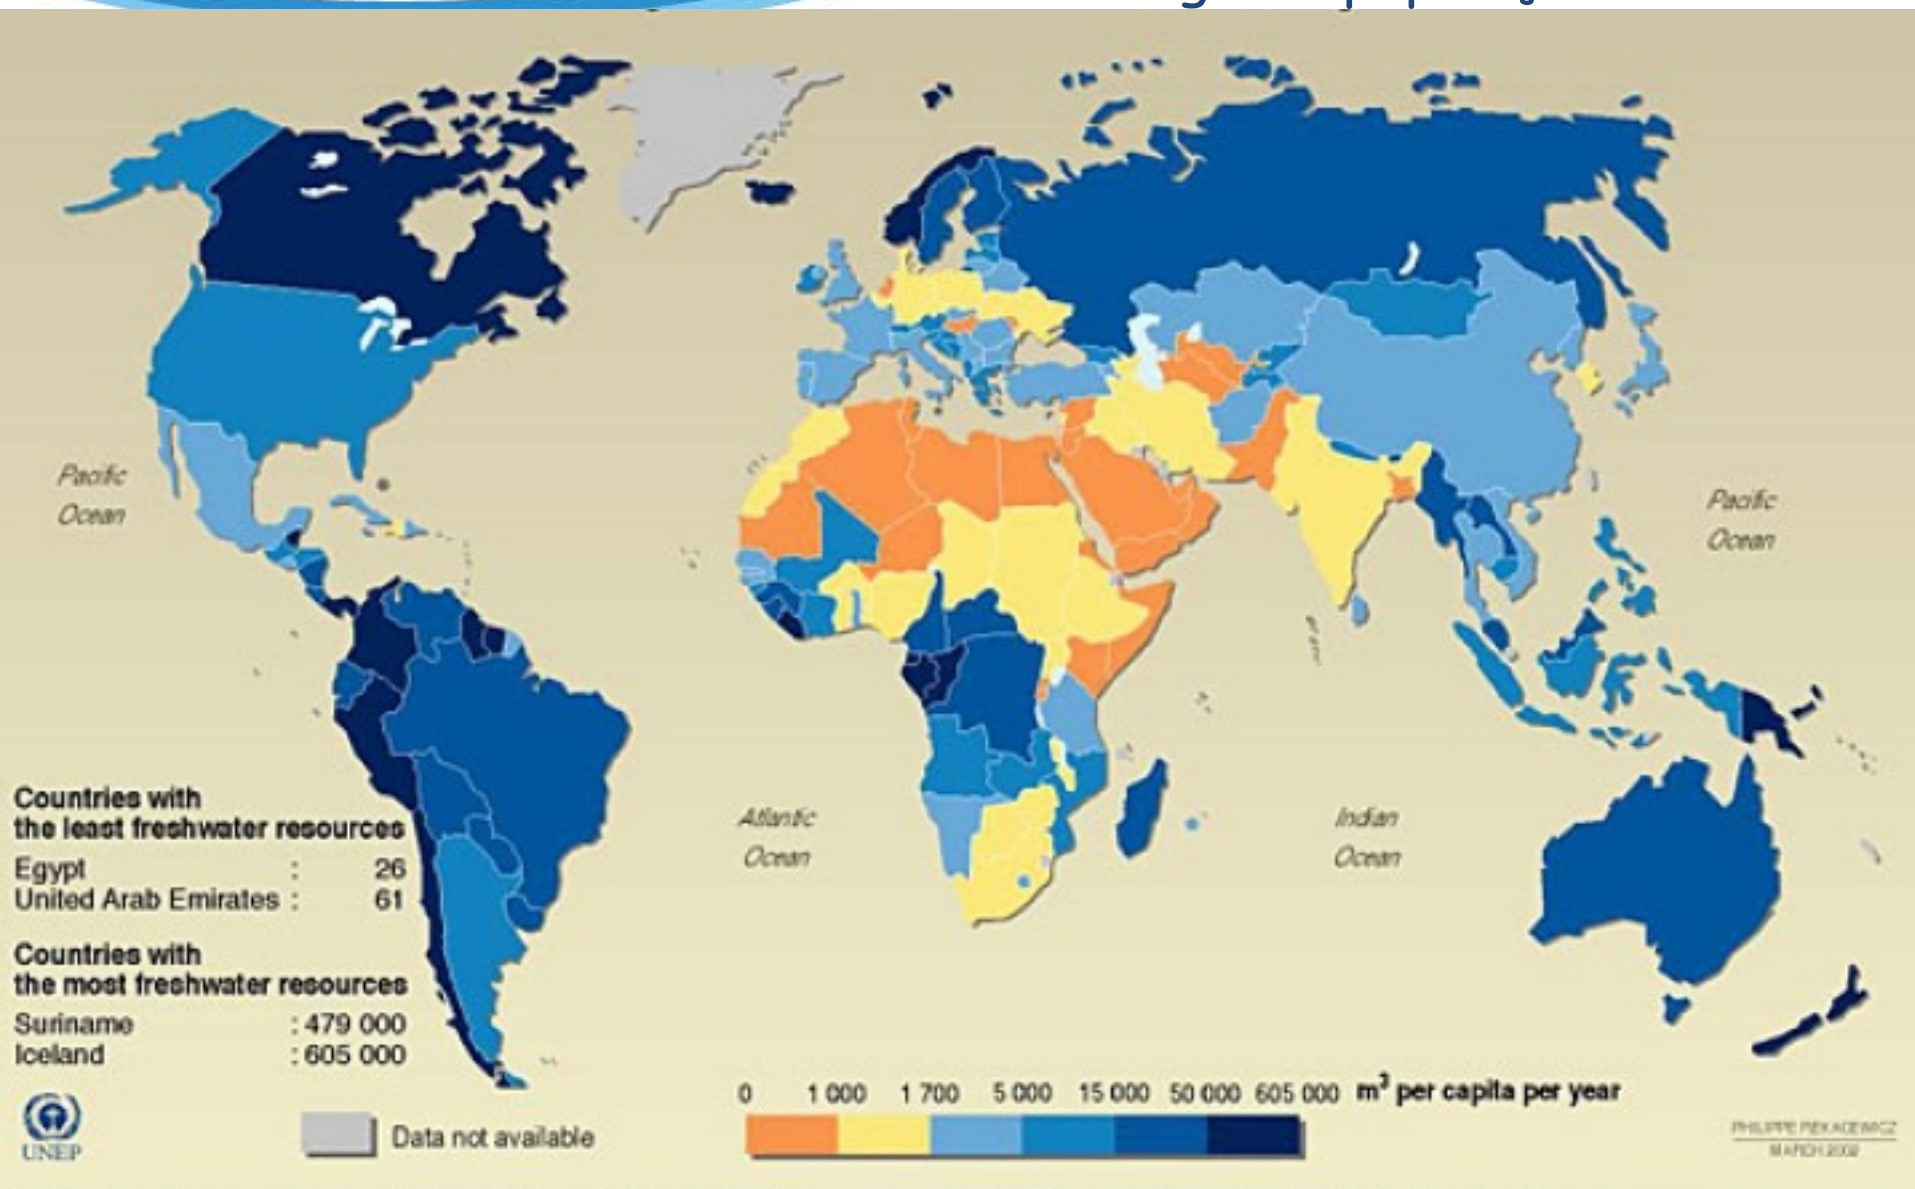 Pacific
Ocean
Pacific
Ocean
Atlantic
Ocean
Indian
Ocean
Countries with
the least freshwater resources
Egypt : 26
United Arab Emirates : 61
Countries with
the most freshwater resources
Suriname : 479 000
Iceland : 605 000
0 1 000 1 700 5 000 15 000 50 000 605 000 m³ per capita per year
UNEP
Data not available
PHILIPPE REKACEWICZ
MARCH 2002